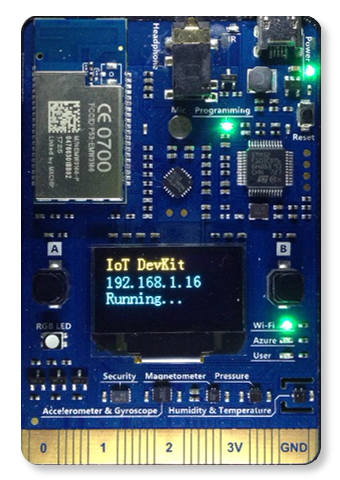 Headphone
IR
Power
CE 0700
Mic
Programming
Reset
A
B
IoT DevKit
192.168.1.16
Running...
RGB LED
Wi-Fi
Azure
User
Security
Magnetometer
Pressure
Accelerometer & Gyroscope
Humidity & Temperature
0
1
2
3V
GND